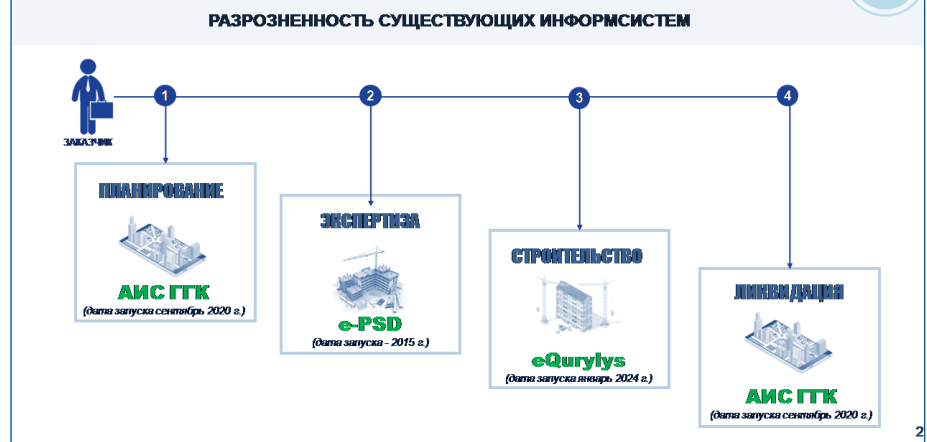 РАЗРОЗНЕННОСТЬ СУЩЕСТВУЮЩИХ ИНФОРМСИСТЕМ
1
2
3
4
ЗАКАЗЧИК
ПЛАНИРОВАНИЕ
АИС ГГК
(дата запуска сентябрь 2020 г.)
ЭКСПЕРТИЗА
e-PSD
(дата запуска - 2015 г.)
СТРОИТЕЛЬСТВО
eQurylys
(дата запуска январь 2024 г.)
ЛИКВИДАЦИЯ
АИС ГГК
(дата запуска сентябрь 2020 г.)
2